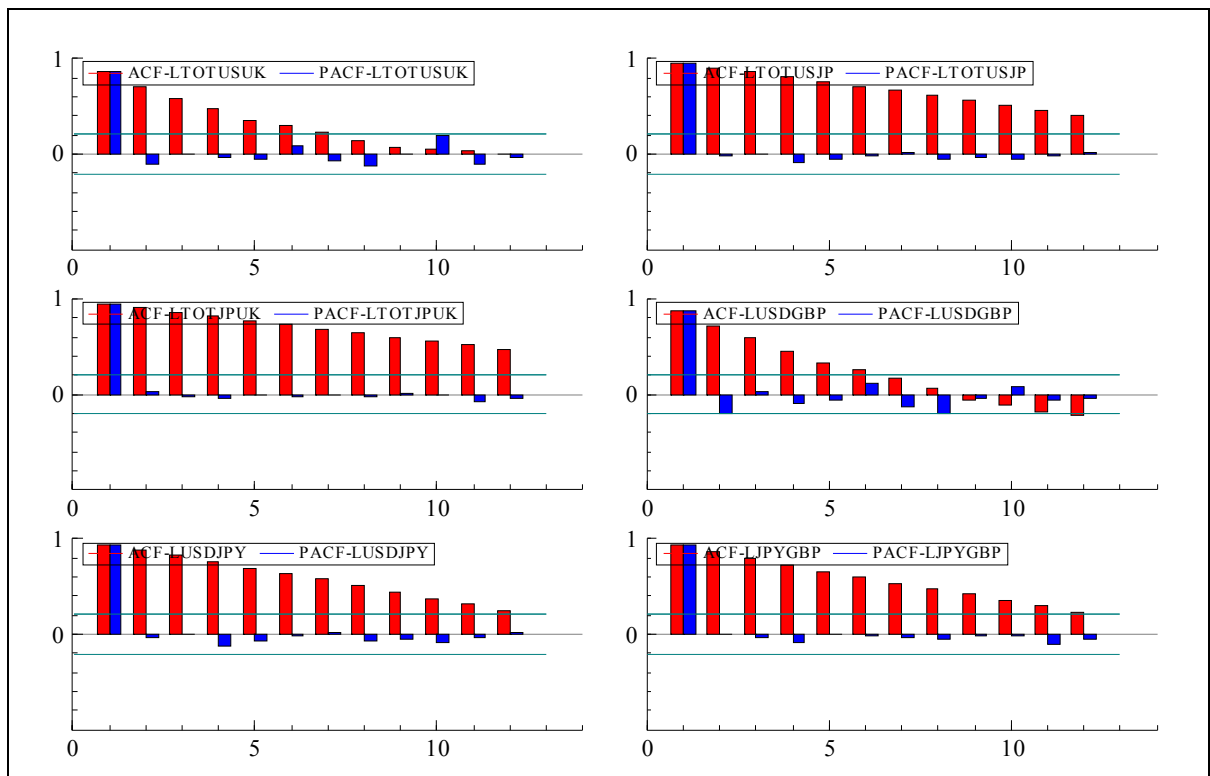 1
ACF-LTOTUSUK PACF-LTOTUSUK
0
0 5 10
1
ACF-LTOTUSJP PACF-LTOTUSJP
0
0 5 10
1
ACF-LTOTJPUK PACF-LTOTJPUK
0
0 5 10
1
ACF-LUSDGBP PACF-LUSDGBP
0
0 5 10
1
ACF-LUSDJPY PACF-LUSDJPY
0
0 5 10
1
ACF-LJPYGBP PACF-LJPYGBP
0
0 5 10